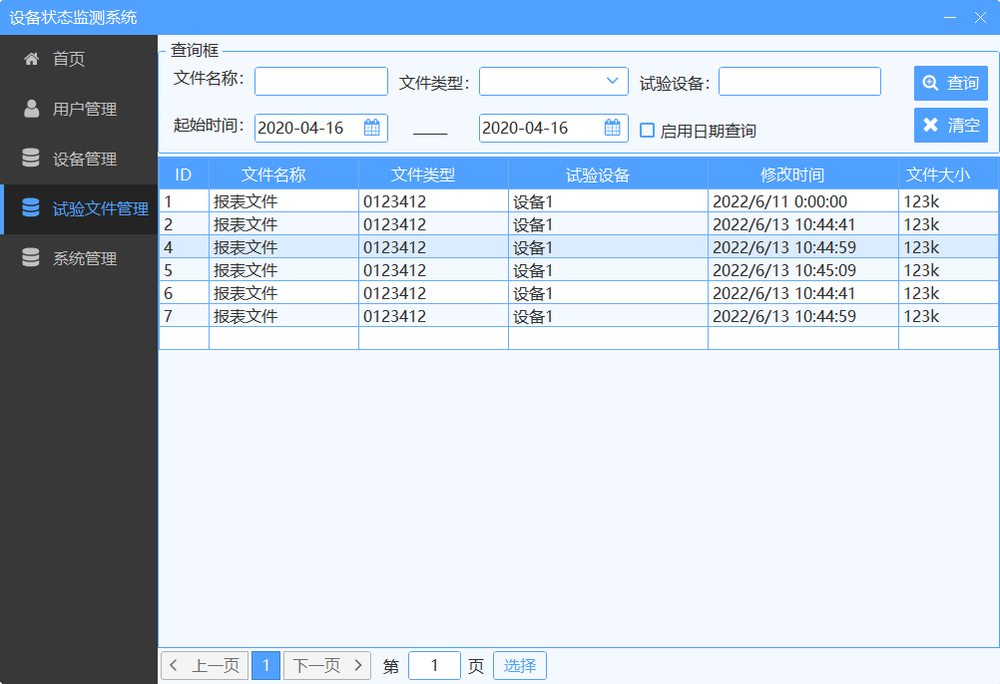 设备状态监测系统
首页
用户管理
设备管理
试验文件管理
系统管理
查询框
文件名称: 文件类型: 试验设备: 查询
起始时间: 2020-04-16 —— 2020-04-16 启用日期查询 清空
ID 文件名称 文件类型 试验设备 修改时间 文件大小
1 报表文件 0123412 设备1 2022/6/11 0:00:00 123k
2 报表文件 0123412 设备1 2022/6/13 10:44:41 123k
4 报表文件 0123412 设备1 2022/6/13 10:44:59 123k
5 报表文件 0123412 设备1 2022/6/13 10:45:09 123k
6 报表文件 0123412 设备1 2022/6/13 10:44:41 123k
7 报表文件 0123412 设备1 2022/6/13 10:44:59 123k
上一页 1 下一页 第 1 页 选择